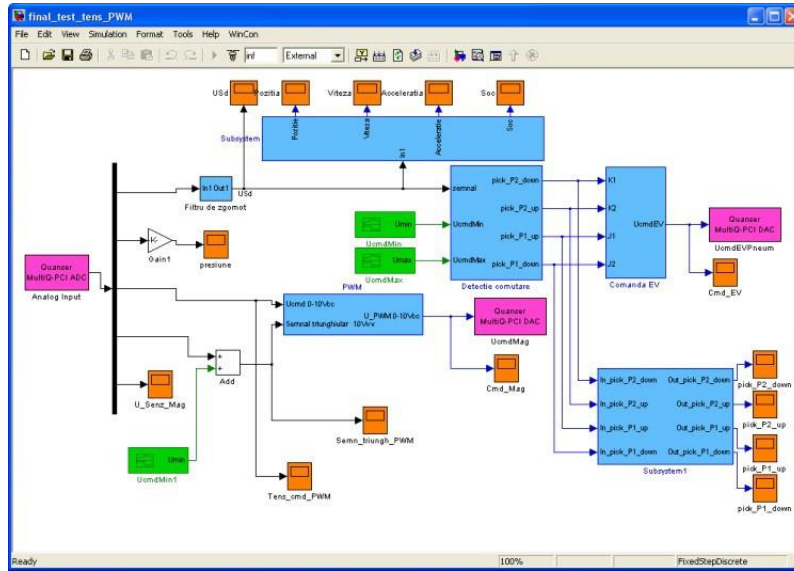 final_test_tens_PWM
File Edit View Simulation Format Tools Help WinCon
inf External
USd Pozitia Viteza Acceleratia Soc
Pozitie Viteza Acceleratie Soc
Subsystem
In1
In1 Out1
USd
Filtru de zgomot
semnal pick_P2_down
UcmdMin pick_P2_up
pick_P1_up
UcmdMax pick_P1_down
Detectie comutare
K1
K2
J1
J2
UcmdEV
Comanda EV
Quanser
MultiQ-PCI DAC
UcmdEVPneum
Cmd_EV
Umin
UcmdMin
Umax
UcmdMax
K-
Gain1
presiune
Quanser
MultiQ-PCI ADC
Analog Input
PWM
Ucmd 0-10Vcc
U_PWM 0-10Vcc
Semnal triunghiular 10Vvv
Quanser
MultiQ-PCI DAC
UcmdMag
Cmd_Mag
+
+
Add
U_Senz_Mag
Semn_triungh_PWM
Umin
UcmdMin1
Tens_cmd_PWM
In_pick_P2_down Out_pick_P2_down
In_pick_P2_up Out_pick_P2_up
In_pick_P1_up Out_pick_P1_up
In_pick_P1_down Out_pick_P1_down
Subsystem1
pick_P2_down
pick_P2_up
pick_P1_up
pick_P1_down
Ready 100% FixedStepDiscrete